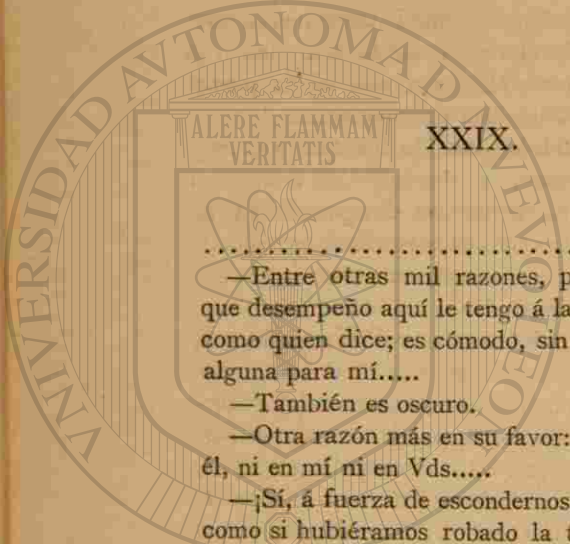 XXIX.
........................................
—Entre otras mil razones, p
que desempeño aquí le tengo á la
como quien dice; es cómodo, sin
alguna para mí.....
—También es oscuro.
—Otra razón más en su favor:
él, ni en mí ni en Vds.....
—¡Sí, á fuerza de escondernos
como si hubiéramos robado la
ALERE FLAMMAM
VERITATIS